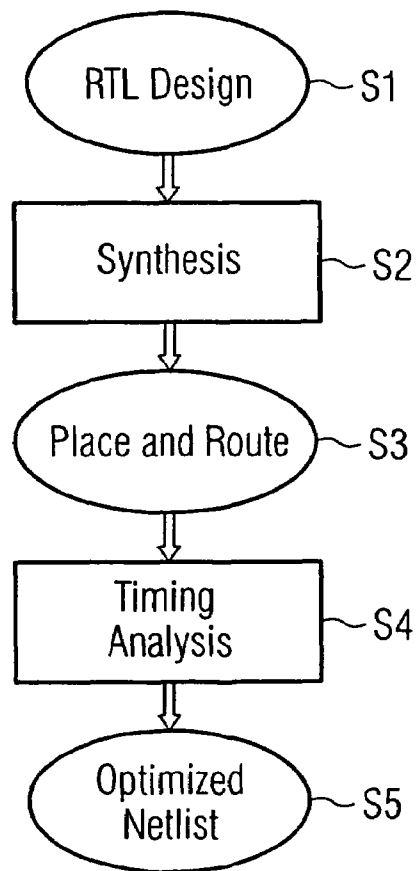 RTL Design S1
Synthesis S2
Place and Route S3
Timing
Analysis S4
Optimized
Netlist S5